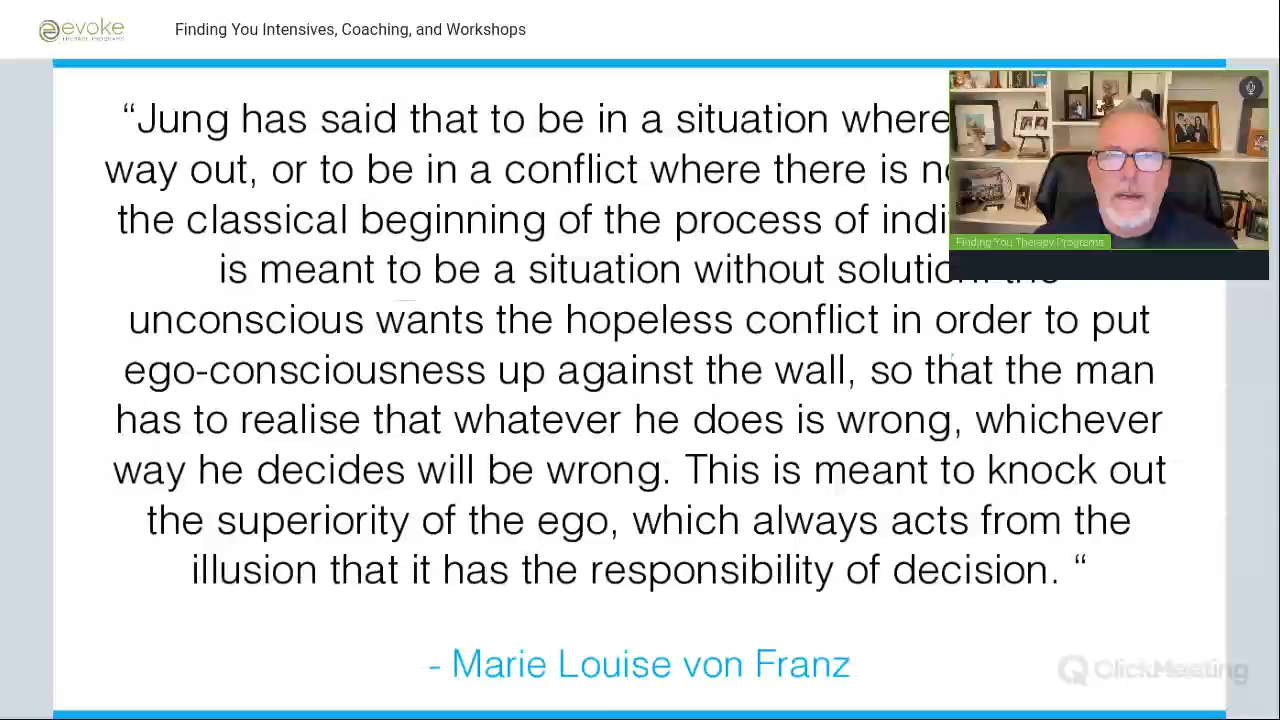 evoke
THERAPY PROGRAMS
Finding You Intensives, Coaching, and Workshops
“Jung has said that to be in a situation where
way out, or to be in a conflict where there is
the classical beginning of the process of
is meant to be a situation without
unconscious wants the hopeless conflict in order to put
ego-consciousness up against the wall, so that the man
has to realise that whatever he does is wrong, whichever
way he decides will be wrong. This is meant to knock out
the superiority of the ego, which always acts from the
illusion that it has the responsibility of decision. “
- Marie Louise von Franz
Finding You Therapy Programs
ClickMeeting